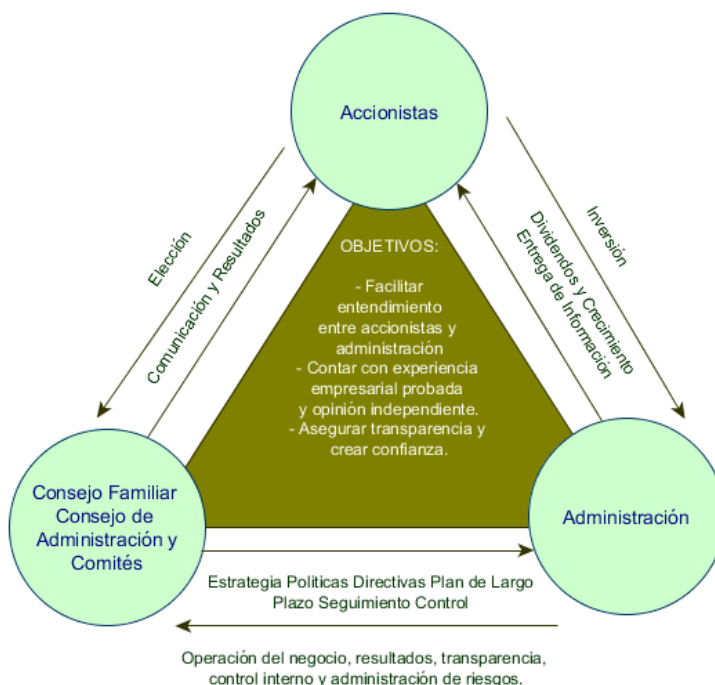 Accionistas
Elección
Comunicación y Resultados
OBJETIVOS:
- Facilitar
entendimiento
entre accionistas y
administración
- Contar con experiencia
empresarial probada
y opinión independiente.
- Asegurar transparencia y
crear confianza.
Dividendos y Crecimiento
Entrega de Información
Inversión
Consejo Familiar
Consejo de
Administración y
Comités
Administración
Estrategia Políticas Directivas Plan de Largo
Plazo Seguimiento Control
Operación del negocio, resultados, transparencia,
control interno y administración de riesgos.